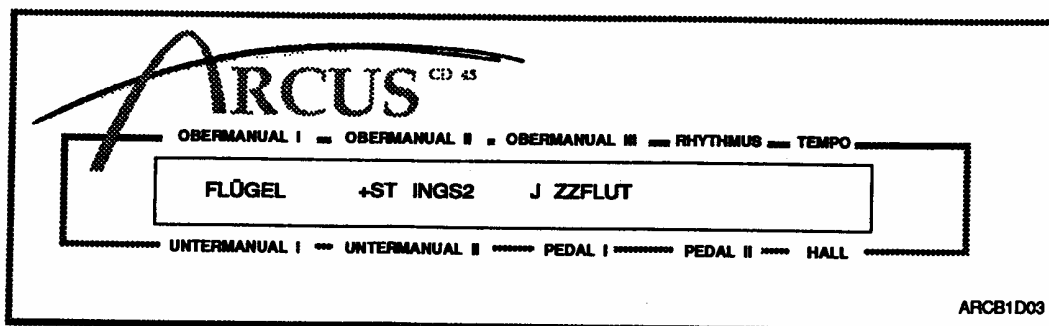 ARCUS CD 45
OBERMANUAL I OBERMANUAL II OBERMANUAL III RHYTHMUS TEMPO
FLÜGEL +ST INGS2 J ZZFLUT
UNTERMANUAL I UNTERMANUAL II PEDAL I PEDAL II HALL
ARCB1D03